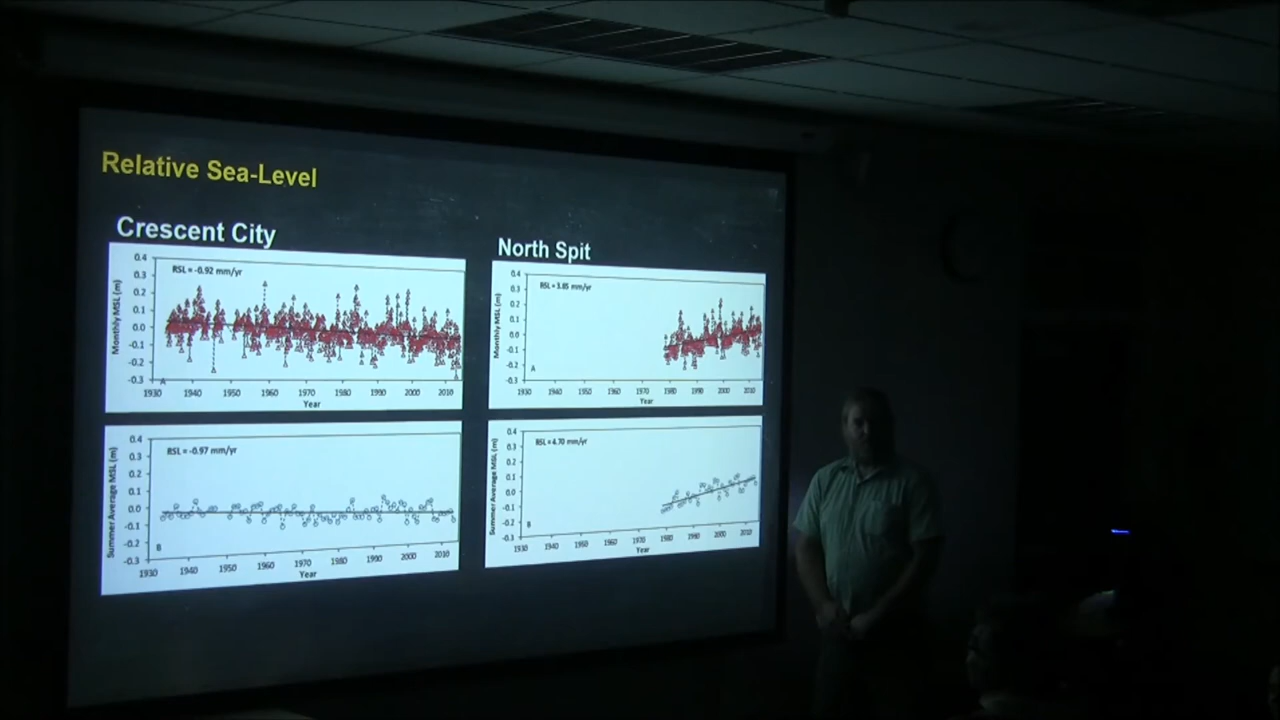 Relative Sea-Level
Crescent City
RSL = -0.92 mm/yr
Monthly MSL (m)
0.4
0.3
0.2
0.1
0.0
-0.1
-0.2
-0.3
A
1930 1940 1950 1960 1970 1980 1990 2000 2010
Year
RSL = -0.97 mm/yr
Summer Average MSL (m)
0.4
0.3
0.2
0.1
0.0
-0.1
-0.2
-0.3
B
1930 1940 1950 1960 1970 1980 1990 2000 2010
Year
North Spit
RSL = 3.85 mm/yr
Monthly MSL (m)
0.4
0.3
0.2
0.1
0.0
-0.1
-0.2
-0.3
A
1930 1940 1950 1960 1970 1980 1990 2000 2010
Year
RSL = 4.70 mm/yr
Summer Average MSL (m)
0.4
0.3
0.2
0.1
0.0
-0.1
-0.2
-0.3
B
1930 1940 1950 1960 1970 1980 1990 2000 2010
Year